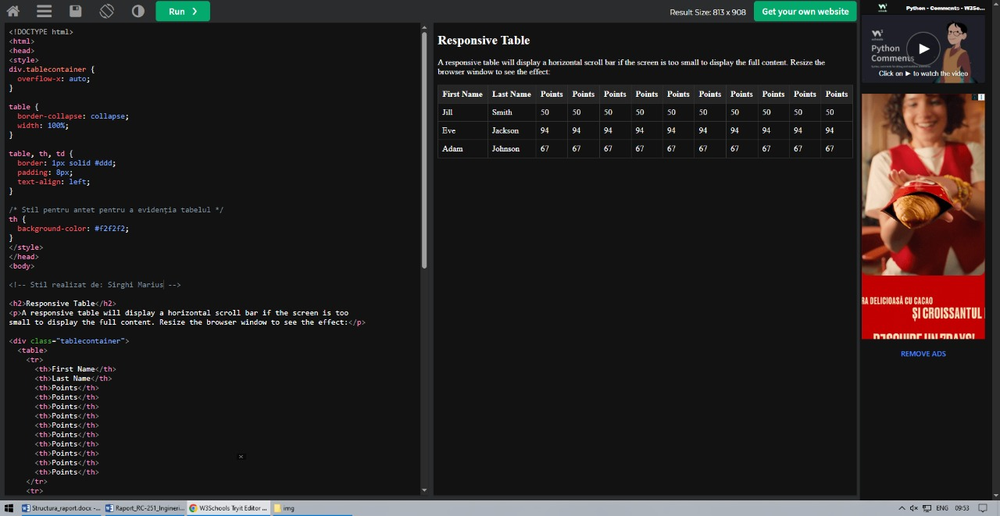 Run ❯
Result Size: 813 x 908
Get your own website
<!DOCTYPE html>
<html>
<head>
<style>
div.tablecontainer {
  overflow-x: auto;
}

table {
  border-collapse: collapse;
  width: 100%;
}

table, th, td {
  border: 1px solid #ddd;
  padding: 8px;
  text-align: left;
}

/* Stil pentru antet pentru a evidenția tabelul */
th {
  background-color: #f2f2f2;
}
</style>
</head>
<body>

<!-- Stil realizat de: Sirghi Marius -->

<h2>Responsive Table</h2>
<p>A responsive table will display a horizontal scroll bar if the screen is too
small to display the full content. Resize the browser window to see the effect:</p>

<div class="tablecontainer">
  <table>
    <tr>
      <th>First Name</th>
      <th>Last Name</th>
      <th>Points</th>
      <th>Points</th>
      <th>Points</th>
      <th>Points</th>
      <th>Points</th>
      <th>Points</th>
      <th>Points</th>
      <th>Points</th>
      <th>Points</th>
      <th>Points</th>
    </tr>
    <tr>
Responsive Table
A responsive table will display a horizontal scroll bar if the screen is too small to display the full content. Resize the
browser window to see the effect:
First Name Last Name Points Points Points Points Points Points Points Points Points Points
Jill Smith 50 50 50 50 50 50 50 50 50 50
Eve Jackson 94 94 94 94 94 94 94 94 94 94
Adam Johnson 67 67 67 67 67 67 67 67 67 67
Python - Comments - W3Sc...
Python
Comments
Click on ► to watch the video
RA DELICIOASĂ CU CACAO
ȘI CROISSANTUL
REMOVE ADS
Structura_raport.docx -...
Raport_RC-251_Ingineri...
W3Schools Tryit Editor ...
img
ENG
09:53